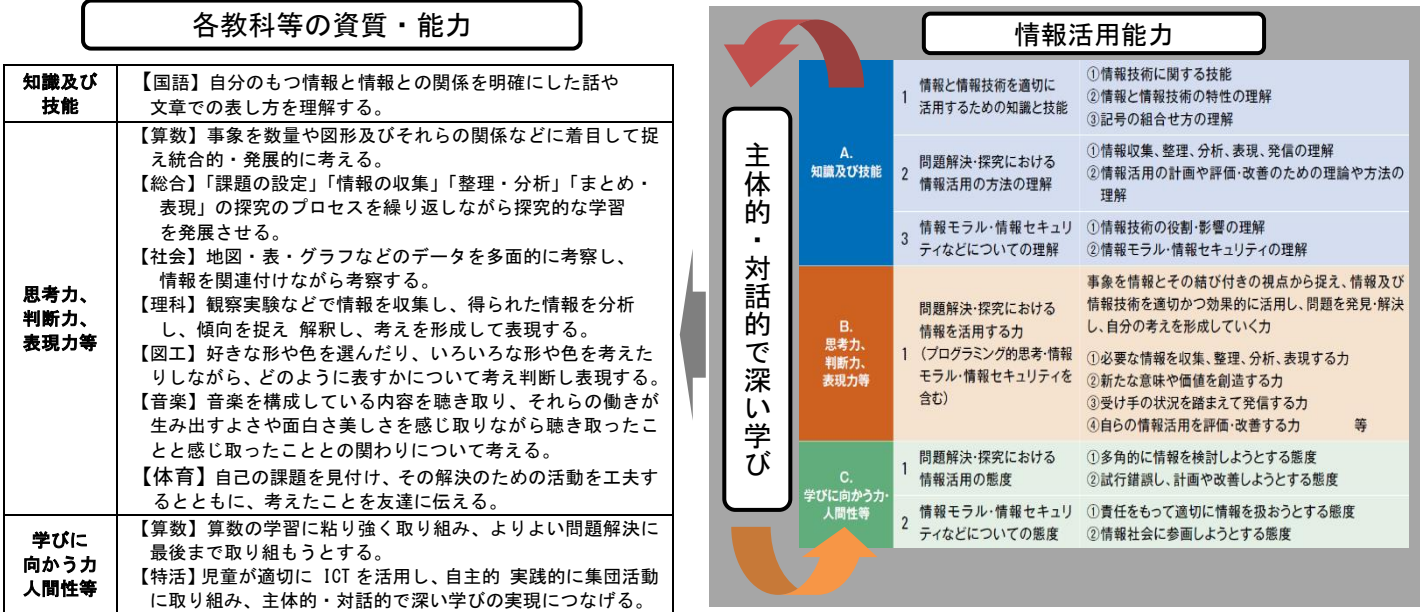 各教科等の資質・能力
知識及び
技能
【国語】自分のもつ情報と情報との関係を明確にした話や
文章での表し方を理解する。
思考力、
判断力、
表現力等
【算数】事象を数量や図形及びそれらの関係などに着目して捉
え統合的・発展的に考える。
【総合】「課題の設定」「情報の収集」「整理・分析」「まとめ・
表現」の探究のプロセスを繰り返しながら探究的な学習
を発展させる。
【社会】地図・表・グラフなどのデータを多面的に考察し、
情報を関連付けながら考察する。
【理科】観察実験などで情報を収集し、得られた情報を分析
し、傾向を捉え 解釈し、考えを形成して表現する。
【図工】好きな形や色を選んだり、いろいろな形や色を考えた
りしながら、どのように表すかについて考え判断し表現する。
【音楽】音楽を構成している内容を聴き取り、それらの働きが
生み出すよさや面白さ美しさを感じ取りながら聴き取ったこ
とと感じ取ったこととの関わりについて考える。
【体育】自己の課題を見付け、その解決のための活動を工夫す
るとともに、考えたことを友達に伝える。
学びに
向かう力
人間性等
【算数】算数の学習に粘り強く取り組み、よりよい問題解決に
最後まで取り組もうとする。
【特活】児童が適切に ICTを活用し、自主的 実践的に集団活動
に取り組み、主体的・対話的で深い学びの実現につなげる。
主体的・対話的で深い学び
情報活用能力
A.
知識及び技能
1
情報と情報技術を適切に
活用するための知識と技能
①情報技術に関する技能
②情報と情報技術の特性の理解
③記号の組合せ方の理解
2
問題解決・探究における
情報活用の方法の理解
①情報収集、整理、分析、表現、発信の理解
②情報活用の計画や評価・改善のための理論や方法の
理解
3
情報モラル・情報セキュリ
ティなどについての理解
①情報技術の役割・影響の理解
②情報モラル・情報セキュリティの理解
B.
思考力、
判断力、
表現力等
1
問題解決・探究における
情報を活用する力
(プログラミング的思考・情報
モラル・情報セキュリティを
含む)
事象を情報とその結び付きの視点から捉え、情報及び
情報技術を適切かつ効果的に活用し、問題を発見・解決
し、自分の考えを形成していく力
①必要な情報を収集、整理、分析、表現する力
②新たな意味や価値を創造する力
③受け手の状況を踏まえて発信する力
④自らの情報活用を評価・改善する力 等
C.
学びに向かう力・
人間性等
1
問題解決・探究における
情報活用の態度
①多角的に情報を検討しようとする態度
②試行錯誤し、計画や改善しようとする態度
2
情報モラル・情報セキュリ
ティなどについての態度
①責任をもって適切に情報を扱おうとする態度
②情報社会に参画しようとする態度